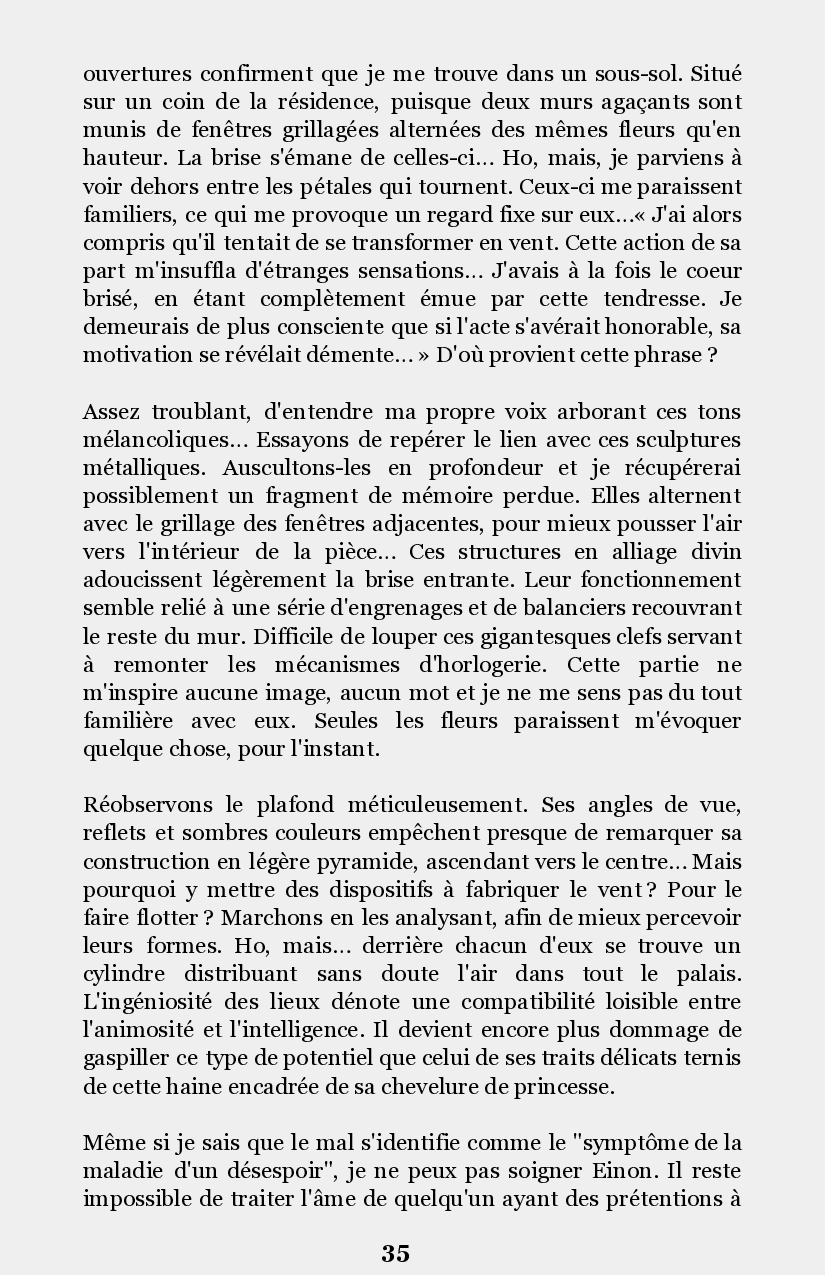 ouvertures confirment que je me trouve dans un sous-sol. Situé
sur un coin de la résidence, puisque deux murs agaçants sont
munis de fenêtres grillagées alternées des mêmes fleurs qu'en
hauteur. La brise s'émane de celles-ci... Ho, mais, je parviens à
voir dehors entre les pétales qui tournent. Ceux-ci me paraissent
familiers, ce qui me provoque un regard fixe sur eux...« J'ai alors
compris qu'il tentait de se transformer en vent. Cette action de sa
part m'insuffla d'étranges sensations... J'avais à la fois le coeur
brisé, en étant complètement émue par cette tendresse. Je
demeurais de plus consciente que si l'acte s'avérait honorable, sa
motivation se révélait démente... » D'où provient cette phrase ?

Assez troublant, d'entendre ma propre voix arborant ces tons
mélancoliques... Essayons de repérer le lien avec ces sculptures
métalliques. Auscultons-les en profondeur et je récupérerai
possiblement un fragment de mémoire perdue. Elles alternent
avec le grillage des fenêtres adjacentes, pour mieux pousser l'air
vers l'intérieur de la pièce... Ces structures en alliage divin
adoucissent légèrement la brise entrante. Leur fonctionnement
semble relié à une série d'engrenages et de balanciers recouvrant
le reste du mur. Difficile de louper ces gigantesques clefs servant
à remonter les mécanismes d'horlogerie. Cette partie ne
m'inspire aucune image, aucun mot et je ne me sens pas du tout
familière avec eux. Seules les fleurs paraissent m'évoquer
quelque chose, pour l'instant.

Réobservons le plafond méticuleusement. Ses angles de vue,
reflets et sombres couleurs empêchent presque de remarquer sa
construction en légère pyramide, ascendant vers le centre... Mais
pourquoi y mettre des dispositifs à fabriquer le vent ? Pour le
faire flotter ? Marchons en les analysant, afin de mieux percevoir
leurs formes. Ho, mais... derrière chacun d'eux se trouve un
cylindre distribuant sans doute l'air dans tout le palais.
L'ingéniosité des lieux dénote une compatibilité loisible entre
l'animosité et l'intelligence. Il devient encore plus dommage de
gaspiller ce type de potentiel que celui de ses traits délicats ternis
de cette haine encadrée de sa chevelure de princesse.

Même si je sais que le mal s'identifie comme le "symptôme de la
maladie d'un désespoir", je ne peux pas soigner Einon. Il reste
impossible de traiter l'âme de quelqu'un ayant des prétentions à

35